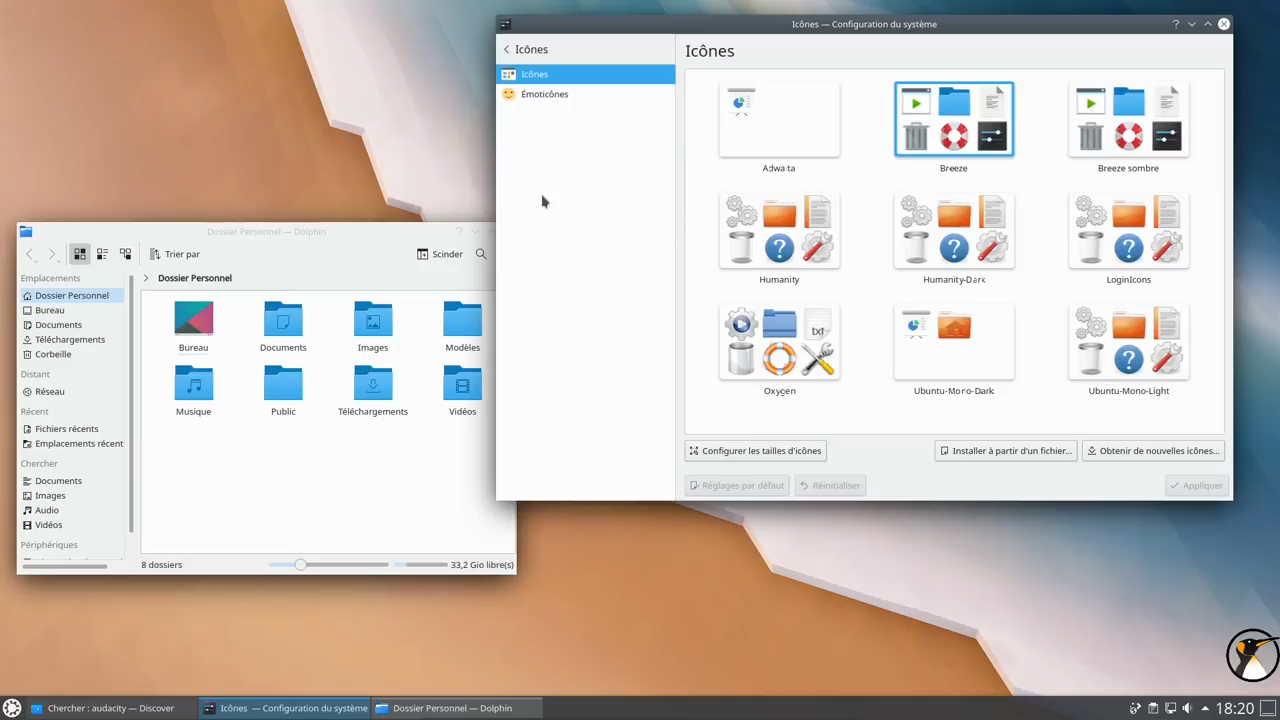 Icônes — Configuration du système
Icônes
Icônes
Émoticônes
Icônes
Adwaita
Breeze
Breeze sombre
Humanity
Humanity-Dark
LoginIcons
txt
Oxygen
Ubuntu-Mono-Dark
Ubuntu-Mono-Light
Configurer les tailles d'icônes
Installer à partir d'un fichier...
Obtenir de nouvelles icônes...
Réglages par défaut
Réinitialiser
Appliquer
Dossier Personnel — Dolphin
Trier par
Scinder
Emplacements
Dossier Personnel
Bureau
Documents
Téléchargements
Corbeille
Distant
Réseau
Récent
Fichiers récents
Emplacements récent
Chercher
Documents
Images
Audio
Vidéos
Périphériques
Dossier Personnel
Bureau
Documents
Images
Modèles
Musique
Public
Téléchargements
Vidéos
8 dossiers
33,2 Gio libre(s)
Chercher : audacity — Discover
Icônes — Configuration du système
Dossier Personnel — Dolphin
18:20